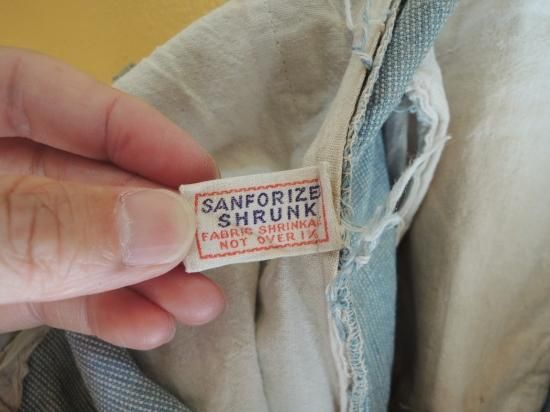 SANFORIZE
SHRUNK
FABRIC SHRINKA
NOT OVER 1%